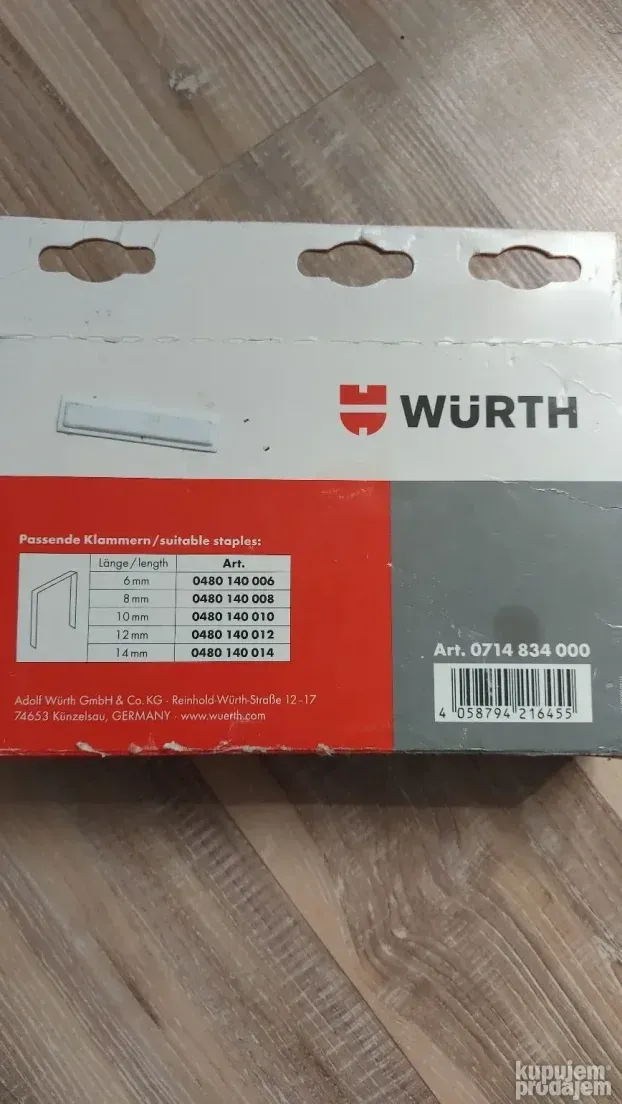 WÜRTH
Passende Klammern/suitable staples:
Länge/length Art.
6 mm 0480 140 006
8 mm 0480 140 008
10 mm 0480 140 010
12 mm 0480 140 012
14 mm 0480 140 014
Art. 0714 834 000
4 058794 216455
Adolf Würth GmbH & Co. KG · Reinhold-Würth-Straße 12–17
74653 Künzelsau, GERMANY · www.wuerth.com
kupujem
prodajem